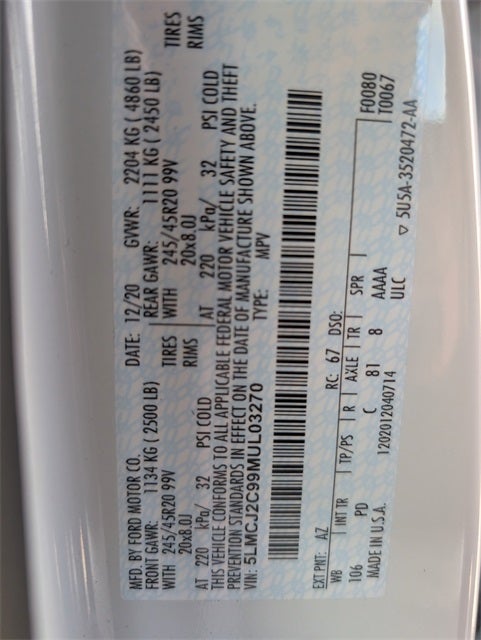 MFD. BY FORD MOTOR CO. DATE: 12/20 GVWR: 2204 KG ( 4860 LB)
FRONT GAWR: 1134 KG ( 2500 LB) REAR GAWR: 1111 KG ( 2450 LB)
WITH 245/45R20 99V TIRES WITH 245/45R20 99V TIRES
20x8.0J RIMS 20x8.0J RIMS
AT 220 kPa/ 32 PSI COLD AT 220 kPa/ 32 PSI COLD
THIS VEHICLE CONFORMS TO ALL APPLICABLE FEDERAL MOTOR VEHICLE SAFETY AND THEFT
PREVENTION STANDARDS IN EFFECT ON THE DATE OF MANUFACTURE SHOWN ABOVE.
VIN: 5LMCJ2C99MUL03270 TYPE: MPV
EXT PNT: AZ RC: 67 DSO: F0080
WB INT TR TP/PS R AXLE TR SPR T0067
106 PD C 81 8 AAAA
MADE IN U.S.A. 1202012040714 ULC ▽ 5U5A-3520472-AA